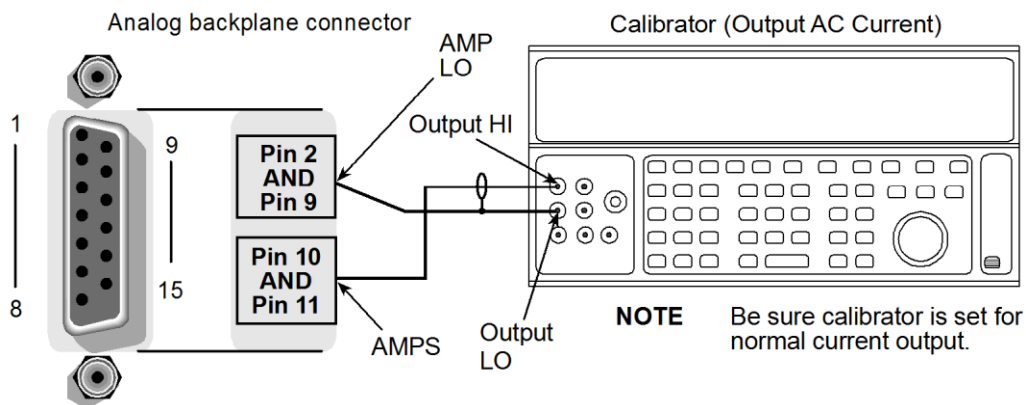 Analog backplane connector
Calibrator (Output AC Current)
AMP
LO
Output HI
1
8
9
15
Pin 2
AND
Pin 9
Pin 10
AND
Pin 11
AMPS
Output
LO
NOTE Be sure calibrator is set for
normal current output.